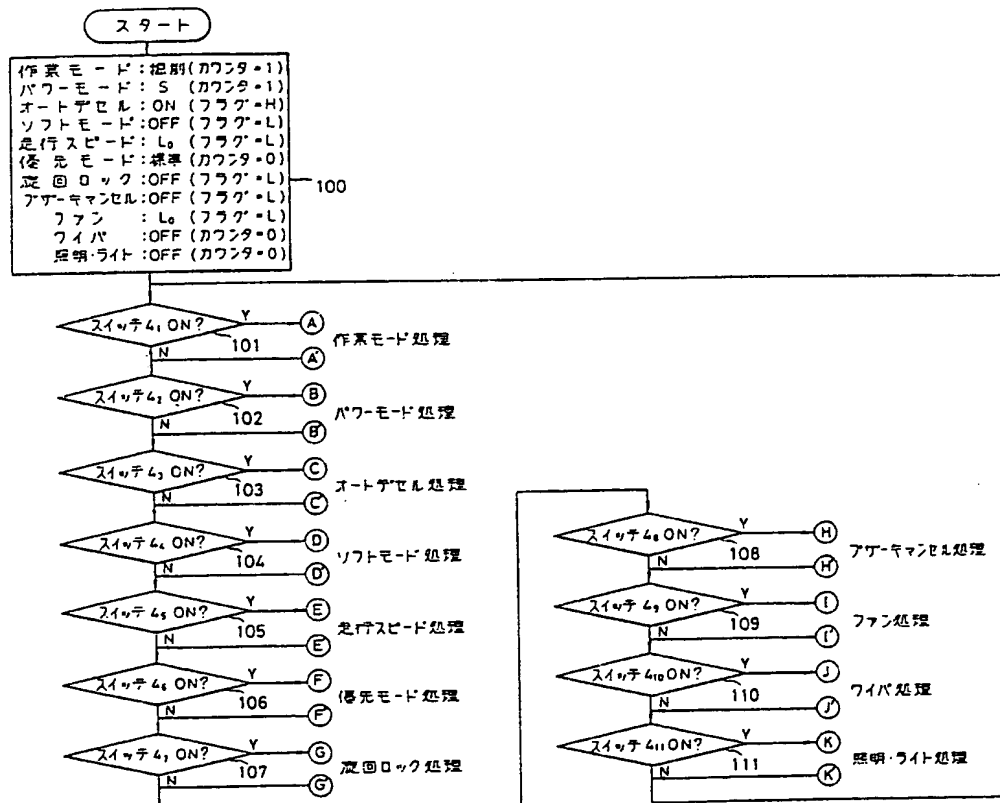 スタート
作業モード:掘削(カウンタ=1)
パワーモード: S (カウンタ=1)
オートデセル:ON (フラグ=H)
ソフトモード:OFF (フラグ=L)
走行スピード: Lo (フラグ=L)
優先モード:標準(カウンタ=0)
旋回ロック:OFF (フラグ=L)
ブザーキャンセル:OFF (フラグ=L)
ファン : Lo (フラグ=L)
ワイパ :OFF (カウンタ=0)
照明・ライト:OFF (カウンタ=0)
100
スイッチ4₁ ON?
Y
A
101
作業モード処理
N
A'
スイッチ4₂ ON?
Y
B
102
パワーモード処理
N
B'
スイッチ4₃ ON?
Y
C
103
オートデセル処理
N
C'
スイッチ4₄ ON?
Y
D
104
ソフトモード処理
N
D'
スイッチ4₅ ON?
Y
E
105
走行スピード処理
N
E'
スイッチ4₆ ON?
Y
F
106
優先モード処理
N
F'
スイッチ4₇ ON?
Y
G
107
旋回ロック処理
N
G'
スイッチ4₈ ON?
Y
H
108
ブザーキャンセル処理
N
H'
スイッチ4₉ ON?
Y
I
109
ファン処理
N
I'
スイッチ4₁₀ ON?
Y
J
110
ワイパ処理
N
J'
スイッチ4₁₁ ON?
Y
K
111
照明・ライト処理
N
K'